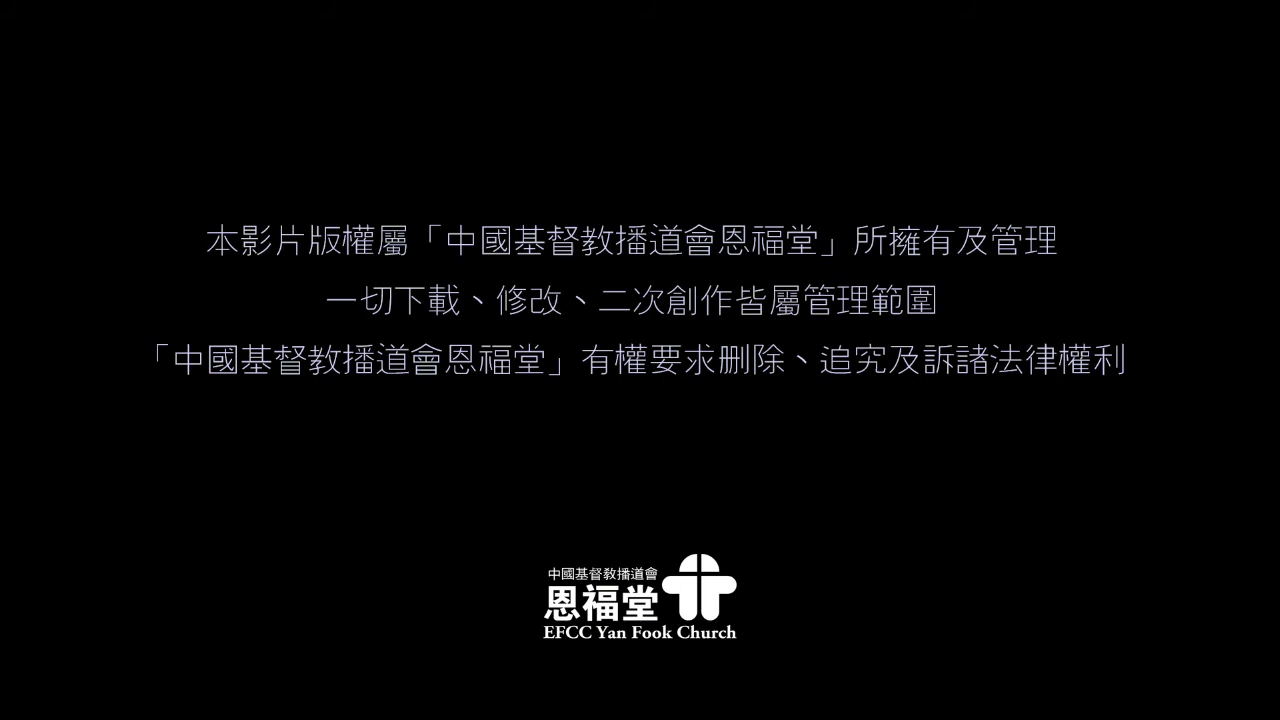 本影片版權屬「中國基督教播道會恩福堂」所擁有及管理
一切下載、修改、二次創作皆屬管理範圍
「中國基督教播道會恩福堂」有權要求刪除、追究及訴諸法律權利
中國基督教播道會
恩福堂
EFCC Yan Fook Church